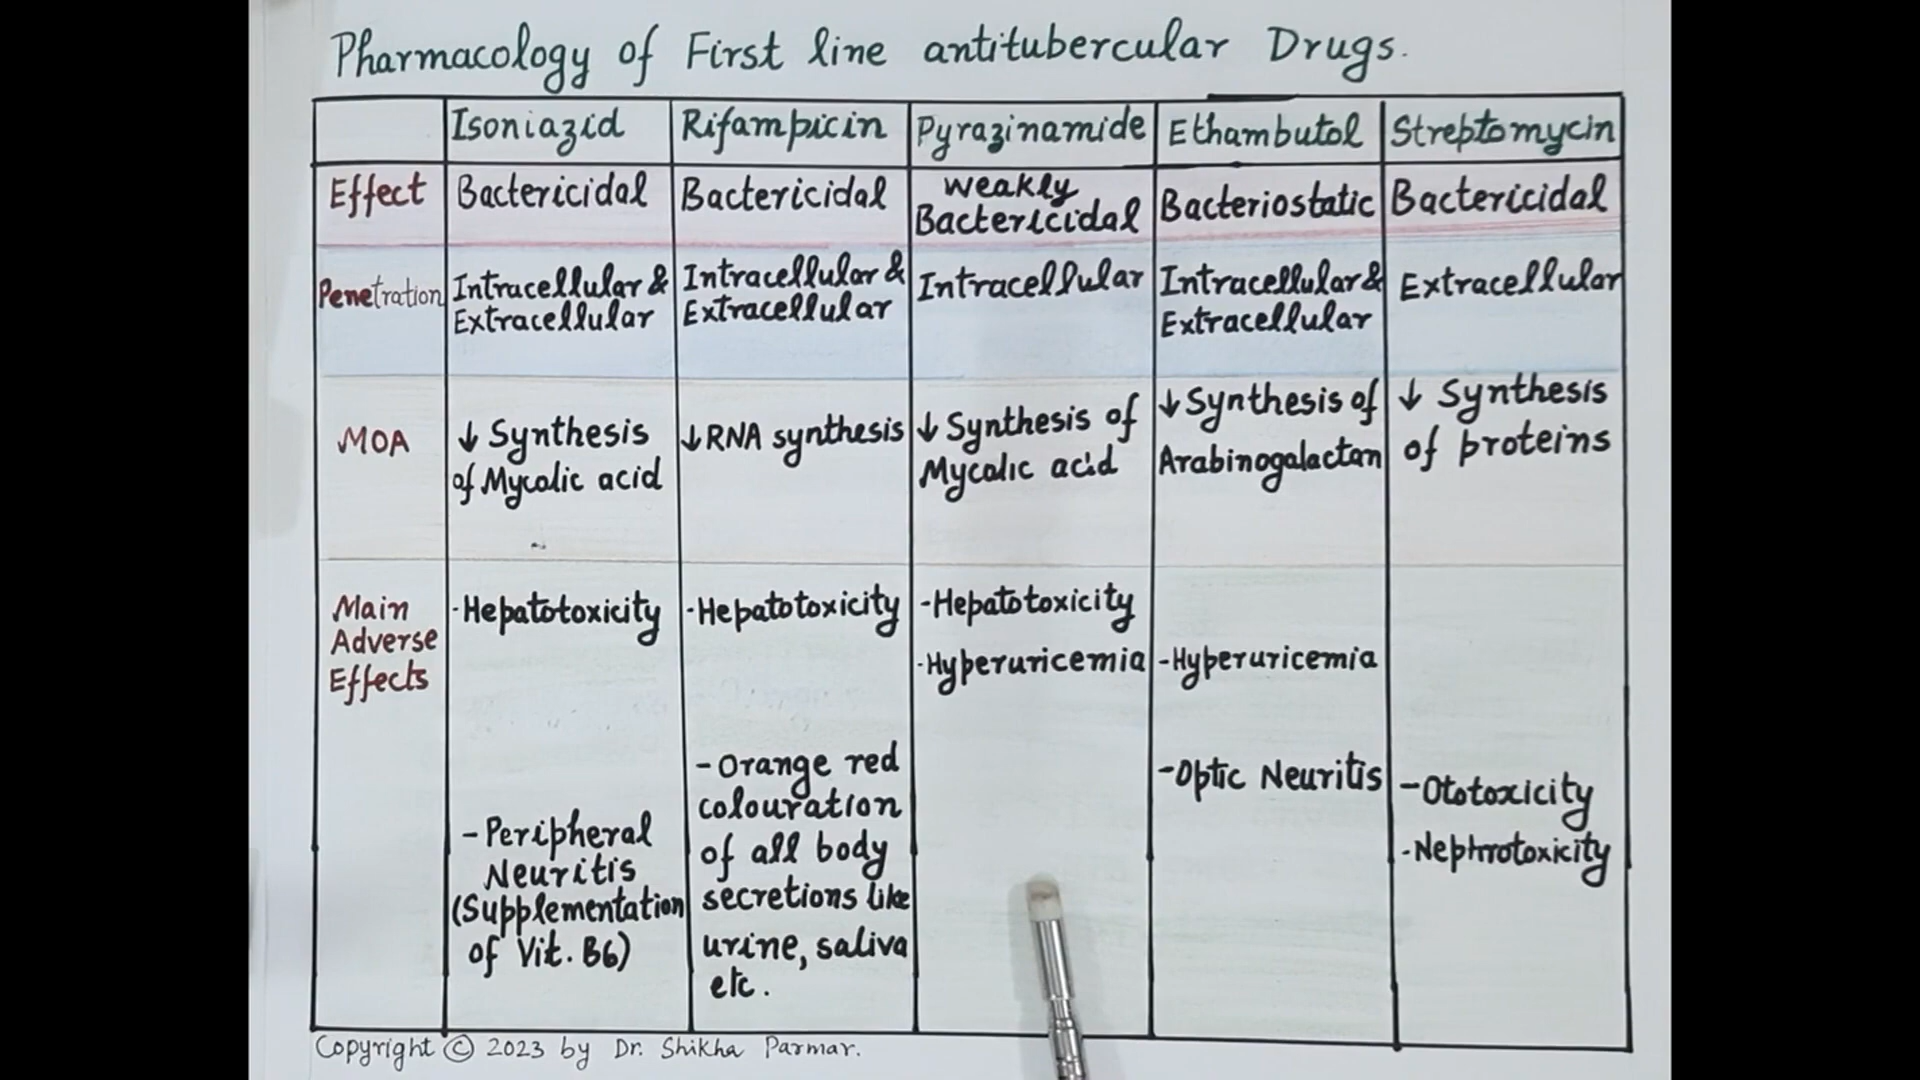 Pharmacology of First line antitubercular Drugs.
Isoniazid Rifampicin Pyrazinamide Ethambutol Streptomycin
Effect
Bactericidal
Bactericidal
weakly
Bactericidal
Bacteriostatic
Bactericidal
Penetration
Intracellular &
Extracellular
Intracellular &
Extracellular
Intracellular
Intracellular &
Extracellular
Extracellular
MOA
↓ Synthesis
of Mycolic acid
↓ RNA synthesis
↓ Synthesis of
Mycolic acid
↓ Synthesis of
Arabinogalactan
↓ Synthesis
of proteins
Main
Adverse
Effects
- Hepatotoxicity
- Peripheral
Neuritis
(Supplementation
of Vit. B6)
- Hepatotoxicity
- Orange red
colouration
of all body
secretions like
urine, saliva
etc.
- Hepatotoxicity
- Hyperuricemia
- Hyperuricemia
- Optic Neuritis
- Ototoxicity
- Nephrotoxicity
Copyright © 2023 by Dr. Shikha Parmar.